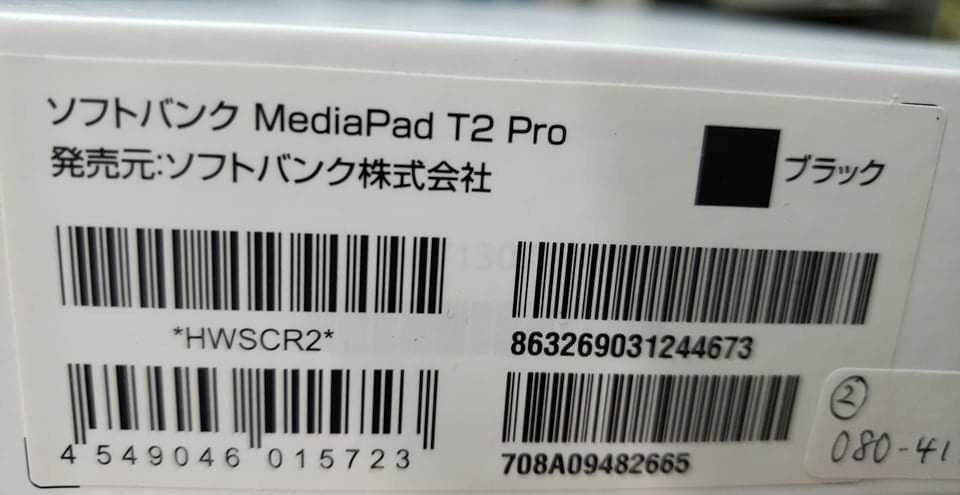 ソフトバンク MediaPad T2 Pro
発売元:ソフトバンク株式会社
ブラック
*HWSCR2*
863269031244673
4 549046 015723
708A09482665
②
080-41